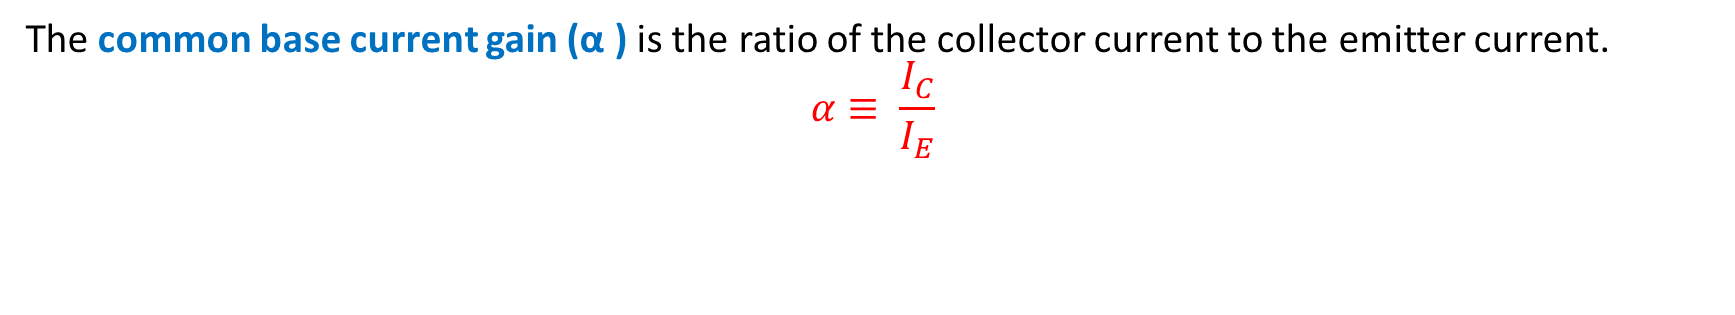 The common base current gain (α ) is the ratio of the collector current to the emitter current.
α ≡ I_C / I_E